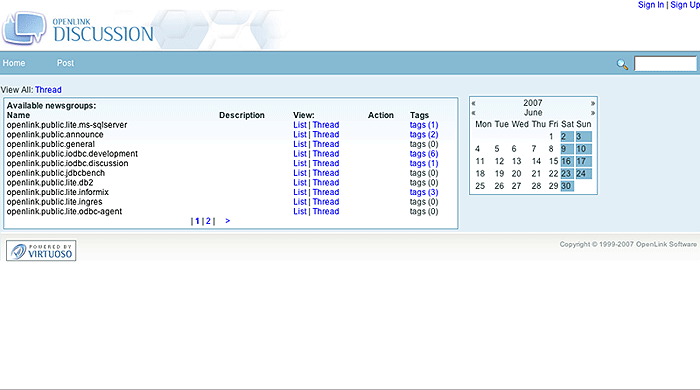 Sign In | Sign Up
OPENLINK
DISCUSSION
Home Post
View All: Thread
Available newsgroups:
Name Description View: Action Tags
openlink.public.lite.ms-sqlserver List | Thread tags (1)
openlink.public.announce List | Thread tags (2)
openlink.public.general List | Thread tags (0)
openlink.public.iodbc.development List | Thread tags (6)
openlink.public.iodbc.discussion List | Thread tags (1)
openlink.public.jdbcbench List | Thread tags (0)
openlink.public.lite.db2 List | Thread tags (0)
openlink.public.lite.informix List | Thread tags (3)
openlink.public.lite.ingres List | Thread tags (0)
openlink.public.lite.odbc-agent List | Thread tags (0)
| 1 | 2 | >
« 2007 »
« June »
Mon Tue Wed Thu Fri Sat Sun
1 2 3
4 5 6 7 8 9 10
11 12 13 14 15 16 17
18 19 20 21 22 23 24
25 26 27 28 29 30
POWERED BY
VIRTUOSO
Copyright © 1999-2007 OpenLink Software